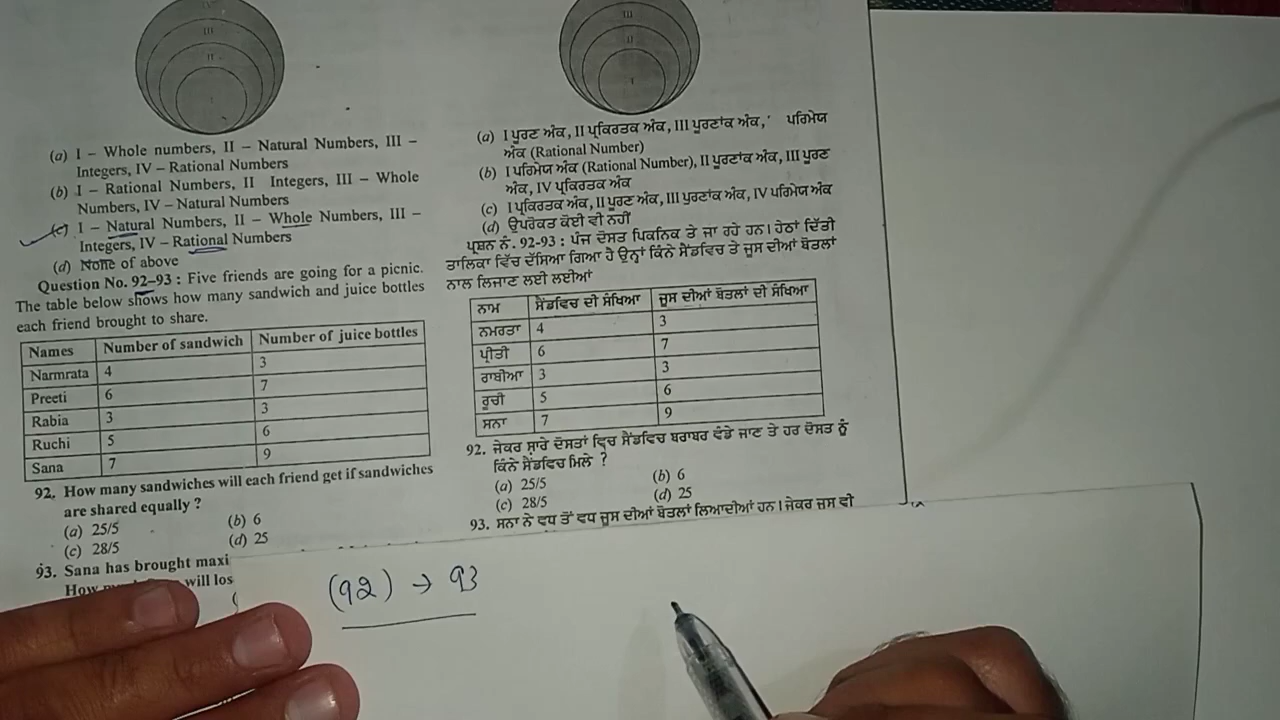 III
II
I
(a) I – Whole numbers, II – Natural Numbers, III –
Integers, IV – Rational Numbers
(b) I – Rational Numbers, II Integers, III – Whole
Numbers, IV – Natural Numbers
(c) I – Natural Numbers, II – Whole Numbers, III –
Integers, IV – Rational Numbers
(d) None of above
Question No. 92–93 : Five friends are going for a picnic.
The table below shows how many sandwich and juice bottles
each friend brought to share.
Names Number of sandwich Number of juice bottles
Narmrata 4 3
Preeti 6 7
Rabia 3 3
Ruchi 5 6
Sana 7 9
92. How many sandwiches will each friend get if sandwiches
are shared equally ?
(a) 25/5 (b) 6
(c) 28/5 (d) 25
93. Sana has brought maxi
How will los
(
III
II
I
(a) I ਪੂਰਣ ਅੰਕ, II ਪ੍ਰਕਿਰਤਕ ਅੰਕ, III ਪੂਰਣਾਂਕ ਅੰਕ,' ਪਰਿਮੇਯ
ਅੰਕ (Rational Number)
(b) I ਪਰਿਮੇਯ ਅੰਕ (Rational Number), II ਪੂਰਣਾਂਕ ਅੰਕ, III ਪੂਰਣ
ਅੰਕ, IV ਪ੍ਰਕਿਰਤਕ ਅੰਕ
(c) I ਪ੍ਰਕਿਰਤਕ ਅੰਕ, II ਪੂਰਣ ਅੰਕ, III ਪੁਰਣਾਂਕ ਅੰਕ, IV ਪਰਿਮੇਯ ਅੰਕ
(d) ਉਪਰੋਕਤ ਕੋਈ ਵੀ ਨਹੀਂ
ਪ੍ਰਸ਼ਨ ਨੰ. 92-93 : ਪੰਜ ਦੋਸਤ ਪਿਕਨਿਕ ਤੇ ਜਾ ਰਹੇ ਹਨ। ਹੇਠਾਂ ਦਿੱਤੀ
ਤਾਲਿਕਾ ਵਿੱਚ ਦੱਸਿਆ ਗਿਆ ਹੈ ਉਨ੍ਹਾਂ ਕਿੰਨੇ ਸੈਂਡਵਿਚ ਤੇ ਜੂਸ ਦੀਆਂ ਬੋਤਲਾਂ
ਨਾਲ ਲਿਜਾਣ ਲਈ ਲਈਆਂ
ਨਾਮ ਸੈਂਡਵਿਚ ਦੀ ਸੰਖਿਆ ਜੂਸ ਦੀਆਂ ਬੋਤਲਾਂ ਦੀ ਸੰਖਿਆ
ਨਮਰਤਾ 4 3
ਪ੍ਰੀਤੀ 6 7
ਰਾਬੀਆ 3 3
ਰੂਚੀ 5 6
ਸਨਾ 7 9
92. ਜੇਕਰ ਸਾਰੇ ਦੋਸਤਾਂ ਵਿਚ ਸੈਂਡਵਿਚ ਬਰਾਬਰ ਵੰਡੇ ਜਾਣ ਤੇ ਹਰ ਦੋਸਤ ਨੂੰ
ਕਿੰਨੇ ਸੈਂਡਵਿਚ ਮਿਲੇ ?
(a) 25/5 (b) 6
(c) 28/5 (d) 25
93. ਸਨਾ ਨੇ ਵਧ ਤੋਂ ਵਧ ਜੂਸ ਦੀਆਂ ਬੋਤਲਾਂ ਲਿਆਦੀਆਂ ਹਨ। ਜੇਕਰ ਜਸ ਵੀ
(92) → 93